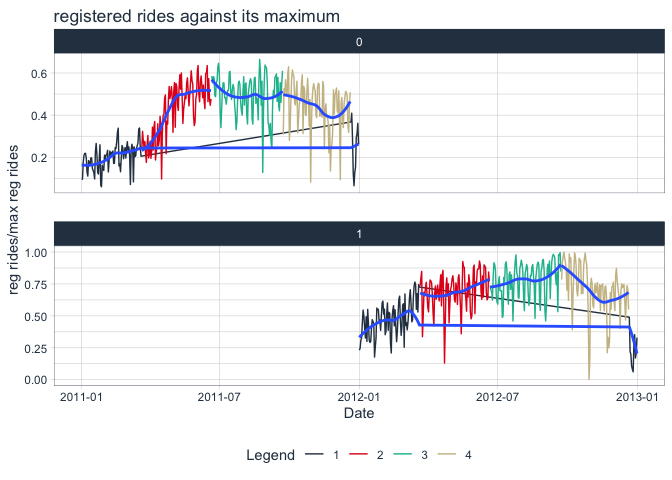 registered rides against its maximum
0
0.6
0.4
0.2
reg rides/max reg rides
1
1.00
0.75
0.50
0.25
0.00
2011-01 2011-07 2012-01 2012-07 2013-01
Date
Legend 1 2 3 4